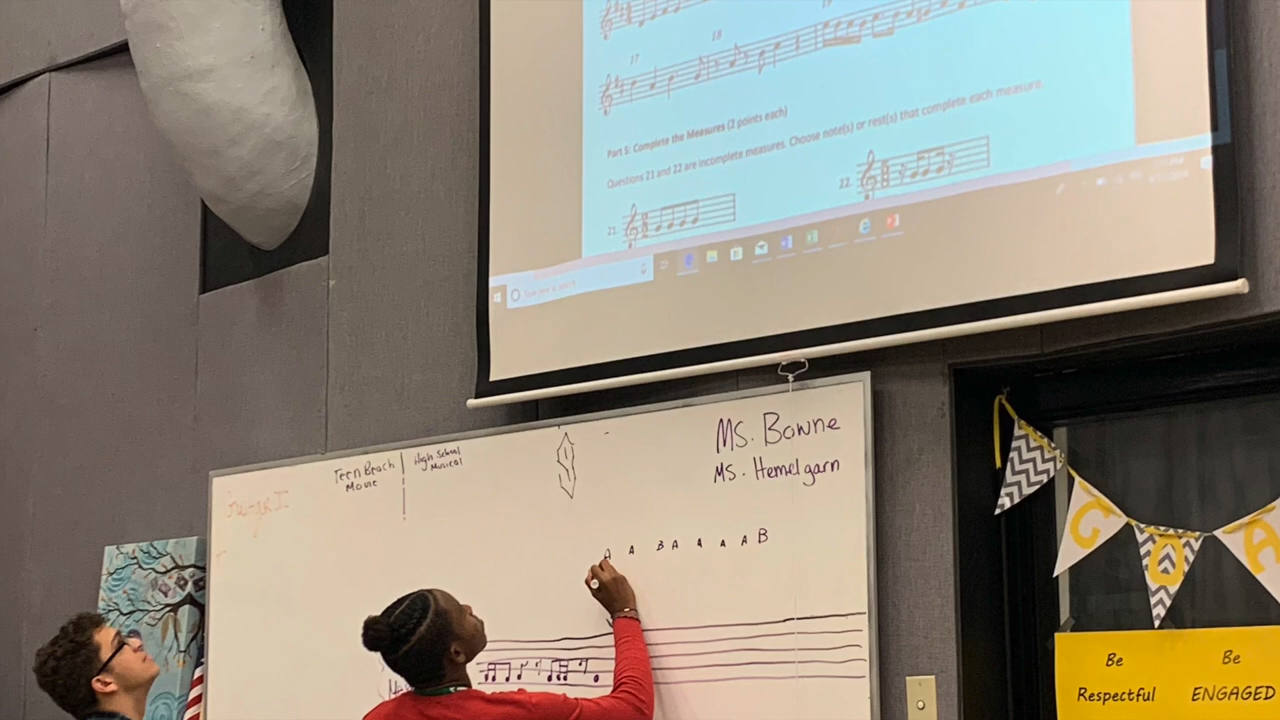 17
18
Part 5: Complete the Measures (2 points each)
Questions 21 and 22 are incomplete measures. Choose note(s) or rest(s) that complete each measure.
21.
22.
Teen Beach
Movie
High School
Musical
MS. Bowne
MS. Hemelgarn
A A B A A A A B
C O A
Be
Respectful
Be
ENGAGED